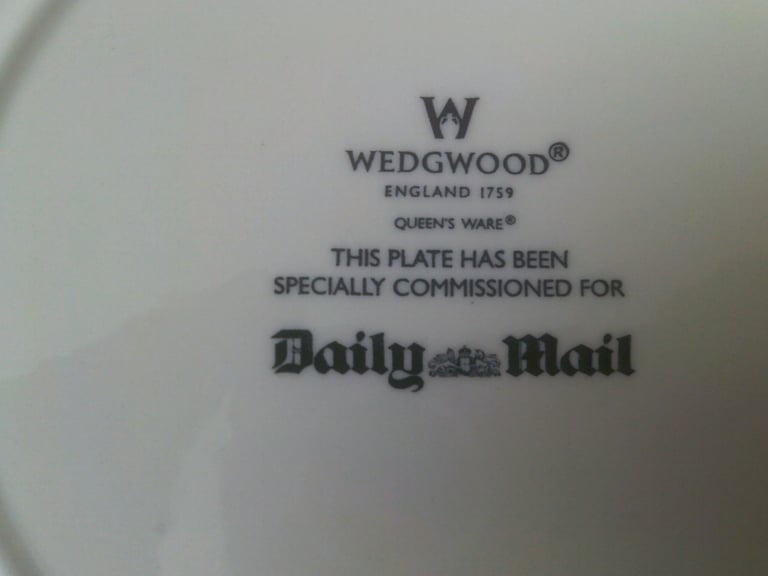 W
WEDGWOOD®
ENGLAND 1759
QUEEN'S WARE®
THIS PLATE HAS BEEN
SPECIALLY COMMISSIONED FOR
Daily Mail